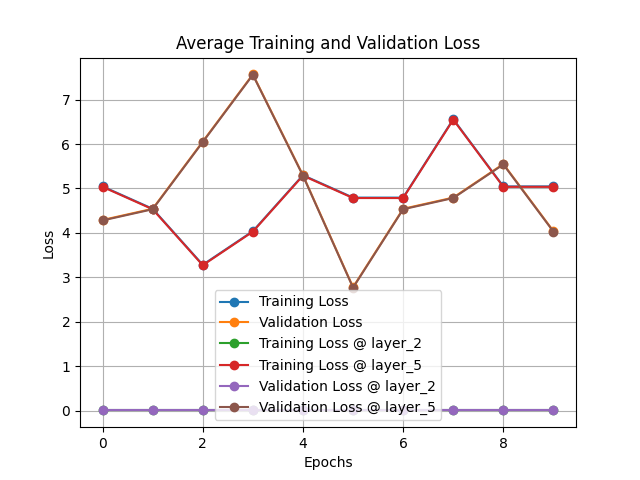 Average Training and Validation Loss
Loss
7
6
5
4
3
2
1
0
Training Loss
Validation Loss
Training Loss @ layer_2
Training Loss @ layer_5
Validation Loss @ layer_2
Validation Loss @ layer_5
0 2 4 6 8
Epochs